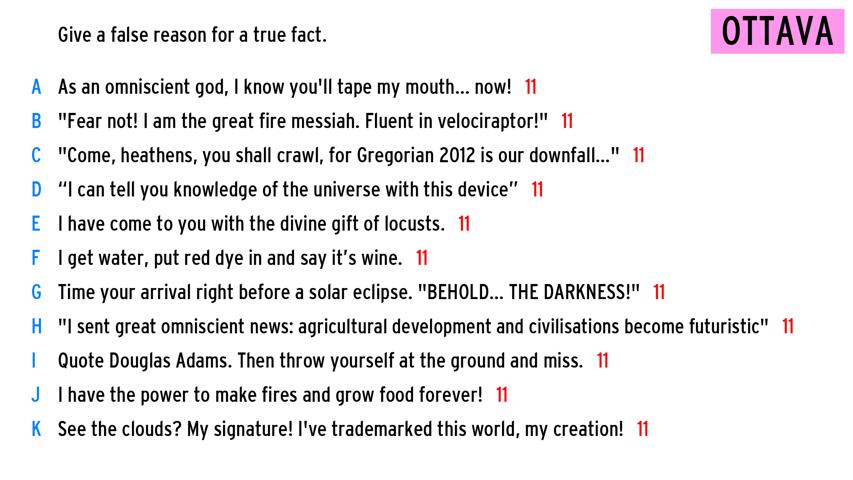 Give a false reason for a true fact.
OTTAVA
A As an omniscient god, I know you'll tape my mouth... now! 11
B "Fear not! I am the great fire messiah. Fluent in velociraptor!" 11
C "Come, heathens, you shall crawl, for Gregorian 2012 is our downfall..." 11
D “I can tell you knowledge of the universe with this device” 11
E I have come to you with the divine gift of locusts. 11
F I get water, put red dye in and say it’s wine. 11
G Time your arrival right before a solar eclipse. "BEHOLD... THE DARKNESS!" 11
H "I sent great omniscient news: agricultural development and civilisations become futuristic" 11
I Quote Douglas Adams. Then throw yourself at the ground and miss. 11
J I have the power to make fires and grow food forever! 11
K See the clouds? My signature! I've trademarked this world, my creation! 11